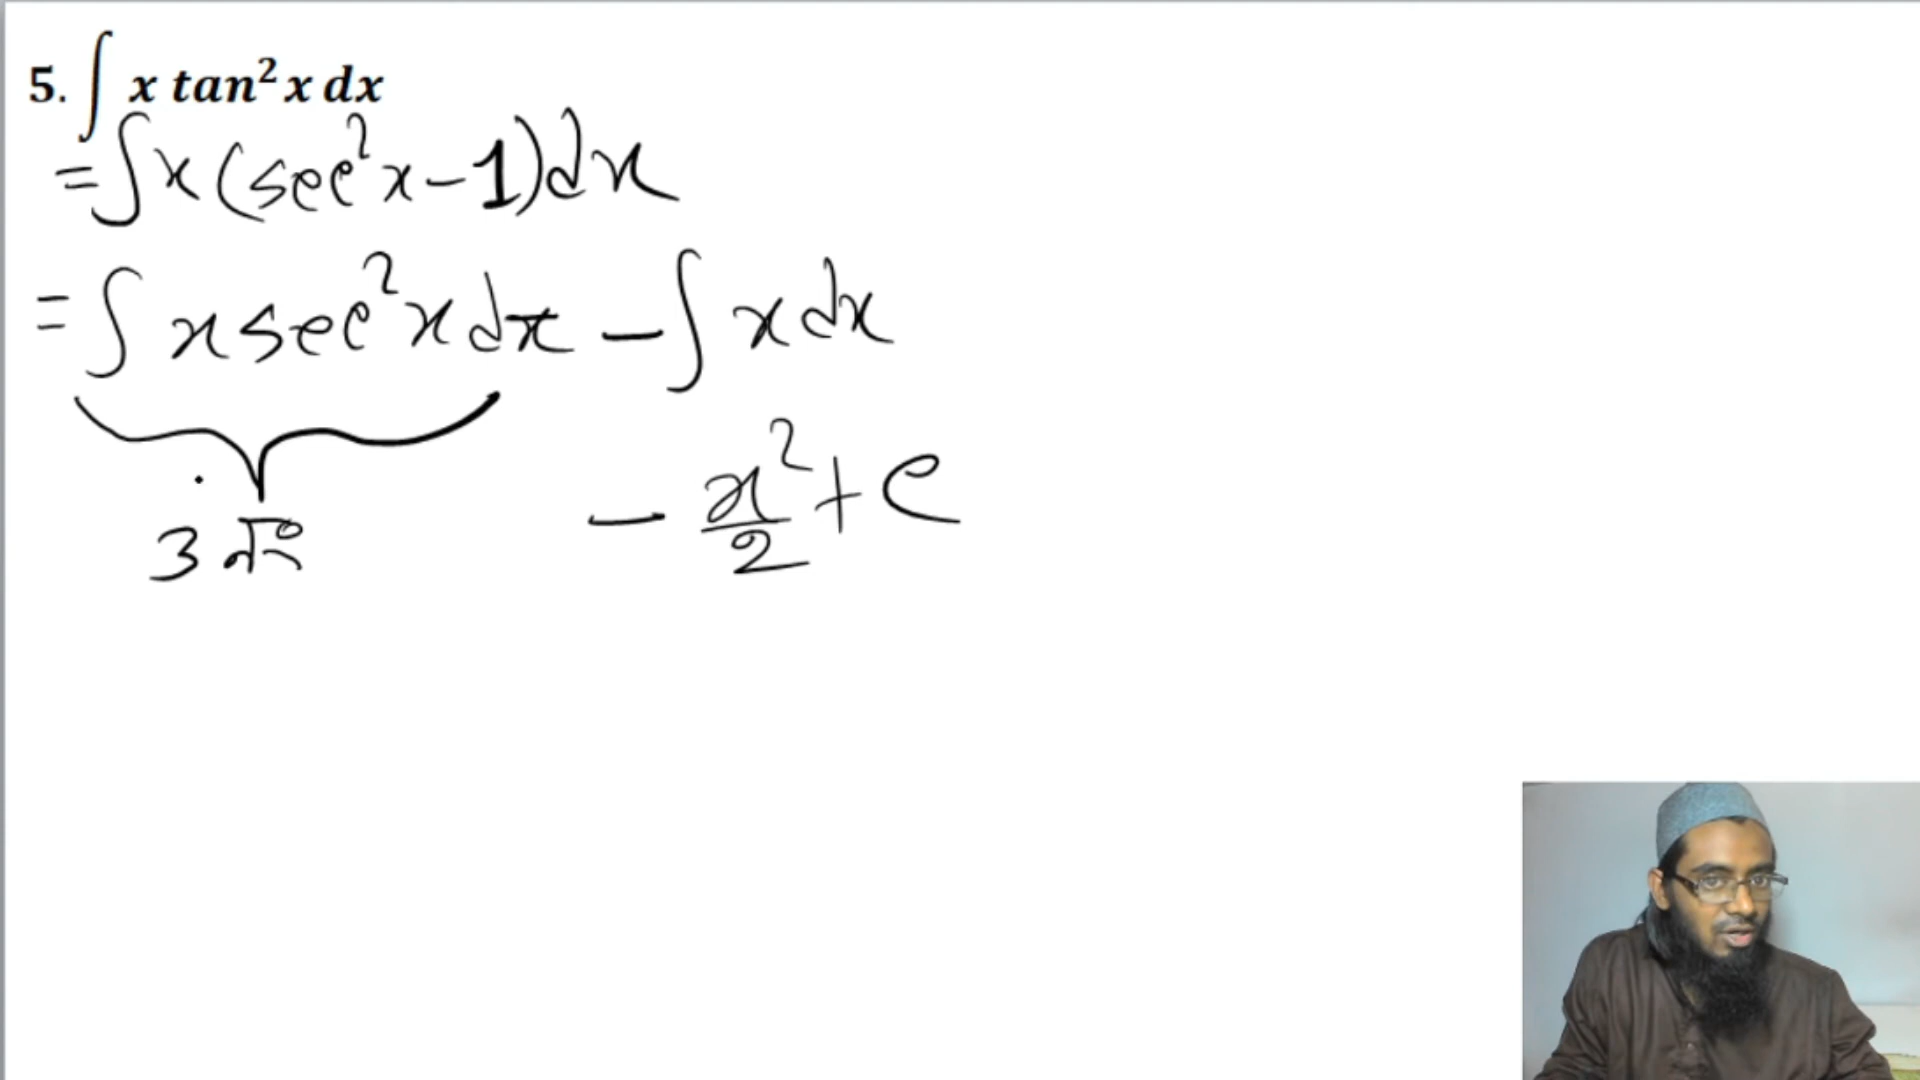 5. ∫ x tan² x dx
= ∫ x (sec² x − 1) dx
= ∫ x sec² x dx − ∫ x dx
3 নং − x²/2 + c